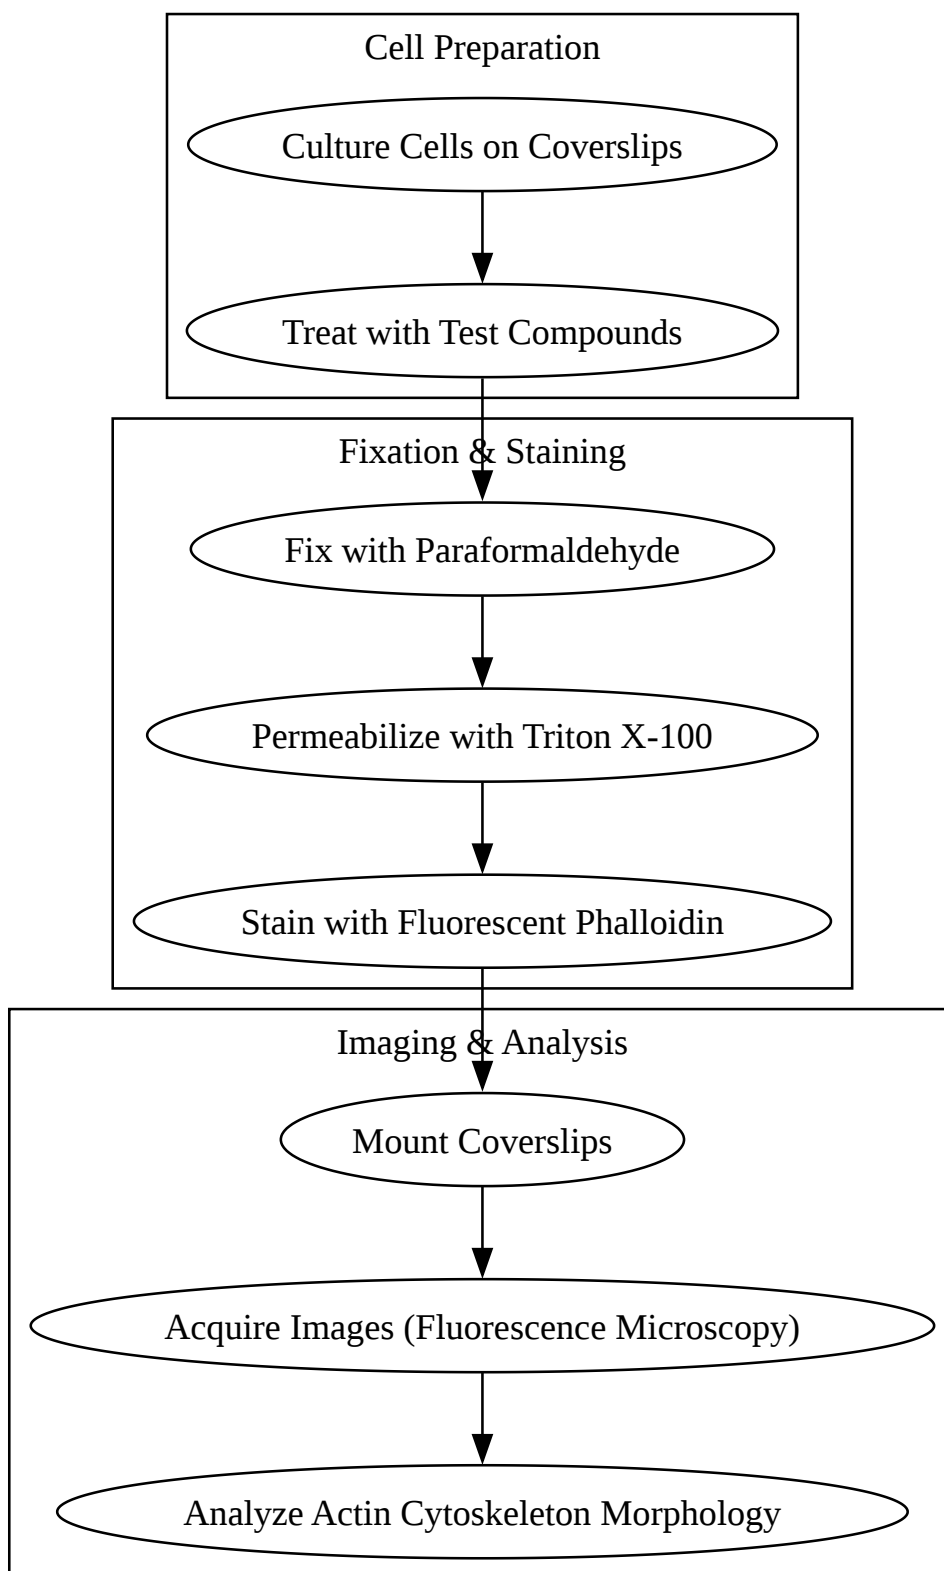 Cell Preparation
Culture Cells on Coverslips
Treat with Test Compounds
Fixation & Staining
Fix with Paraformaldehyde
Permeabilize with Triton X-100
Stain with Fluorescent Phalloidin
Imaging & Analysis
Mount Coverslips
Acquire Images (Fluorescence Microscopy)
Analyze Actin Cytoskeleton Morphology